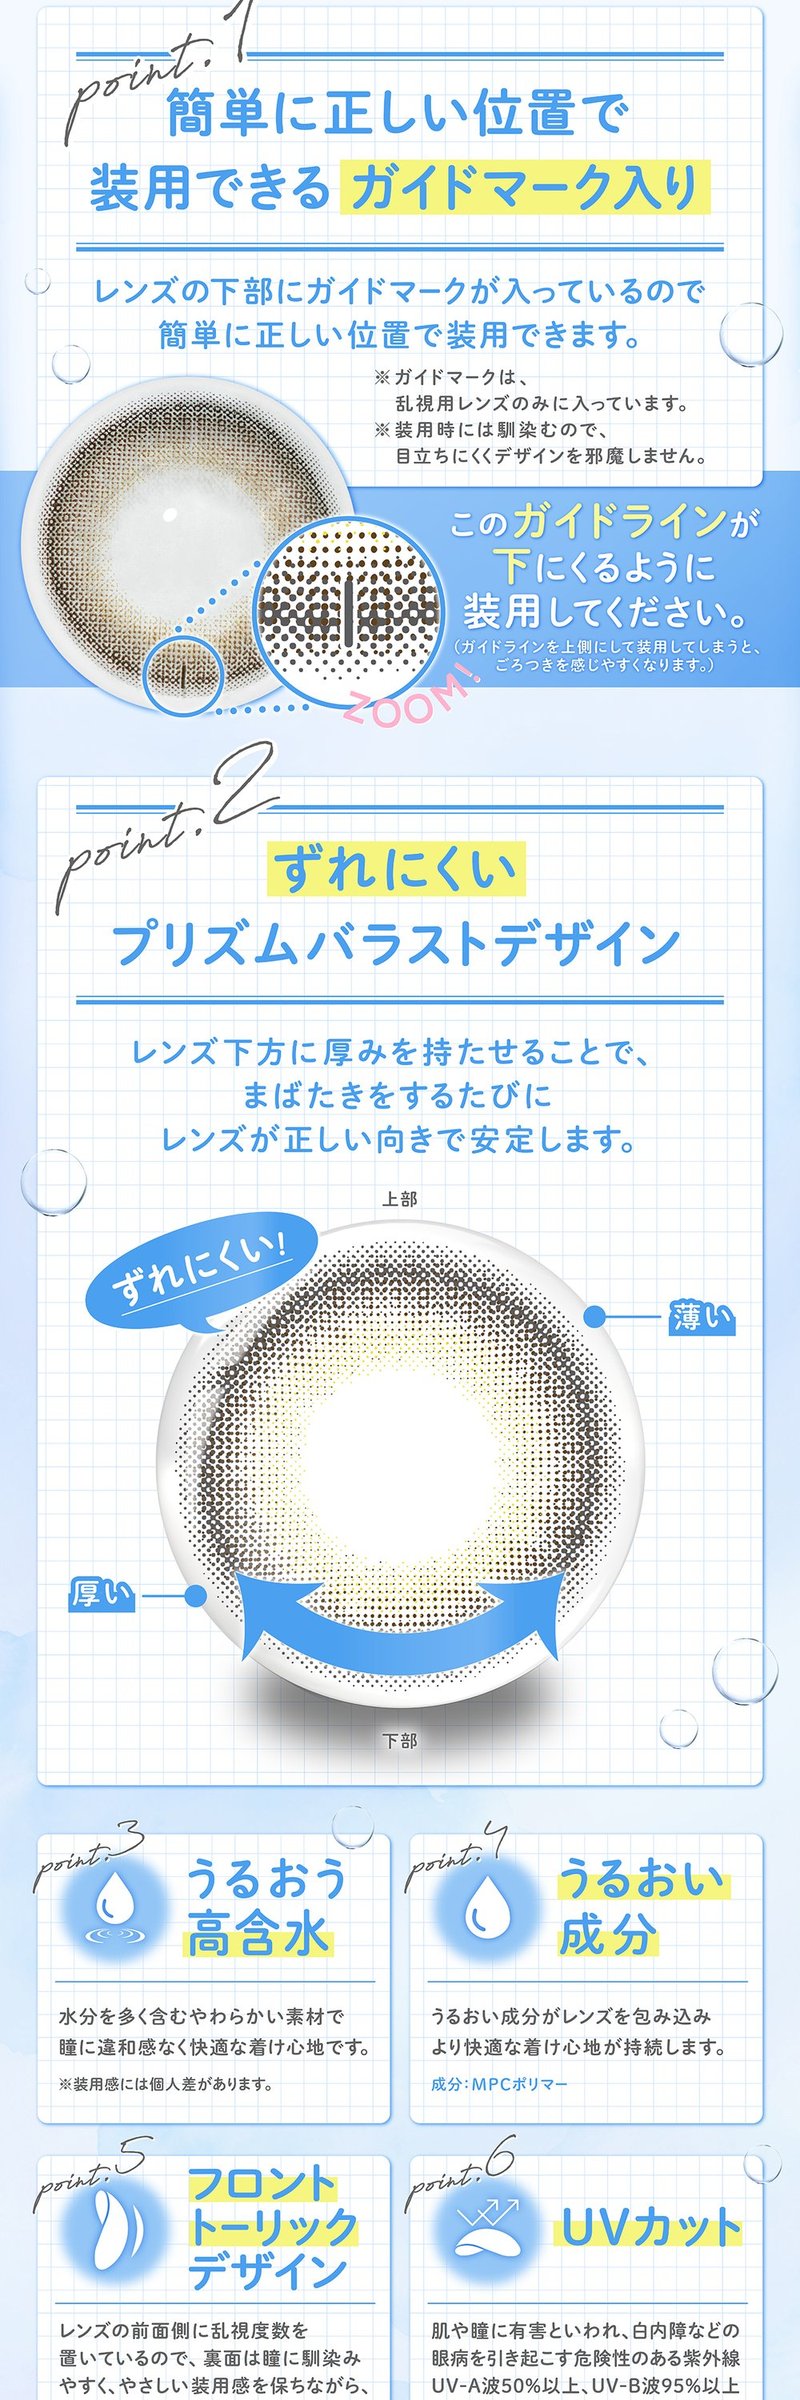 point.1
簡単に正しい位置で
装用できる ガイドマーク入り
レンズの下部にガイドマークが入っているので
簡単に正しい位置で装用できます。
※ガイドマークは、
乱視用レンズのみに入っています。
※装用時には馴染むので、
目立ちにくくデザインを邪魔しません。
このガイドラインが
下にくるように
装用してください。
(ガイドラインを上側にして装用してしまうと、
ごろつきを感じやすくなります。)
ZOOM!!
point.2
ずれにくい
プリズムバラストデザイン
レンズ下方に厚みを持たせることで、
まばたきをするたびに
レンズが正しい向きで安定します。
上部
ずれにくい!
薄い
厚い
下部
point.3
うるおう
高含水
水分を多く含むやわらかい素材で
瞳に違和感なく快適な着け心地です。
※装用感には個人差があります。
point.4
うるおい
成分
うるおい成分がレンズを包み込み
より快適な着け心地が持続します。
成分:MPCポリマー
point.5
フロント
トーリック
デザイン
レンズの前面側に乱視度数を
置いているので、裏面は瞳に馴染み
やすく、やさしい装用感を保ちながら、
point.6
UVカット
肌や瞳に有害といわれ、白内障などの
眼病を引き起こす危険性のある紫外線
UV-A波50%以上、UV-B波95%以上